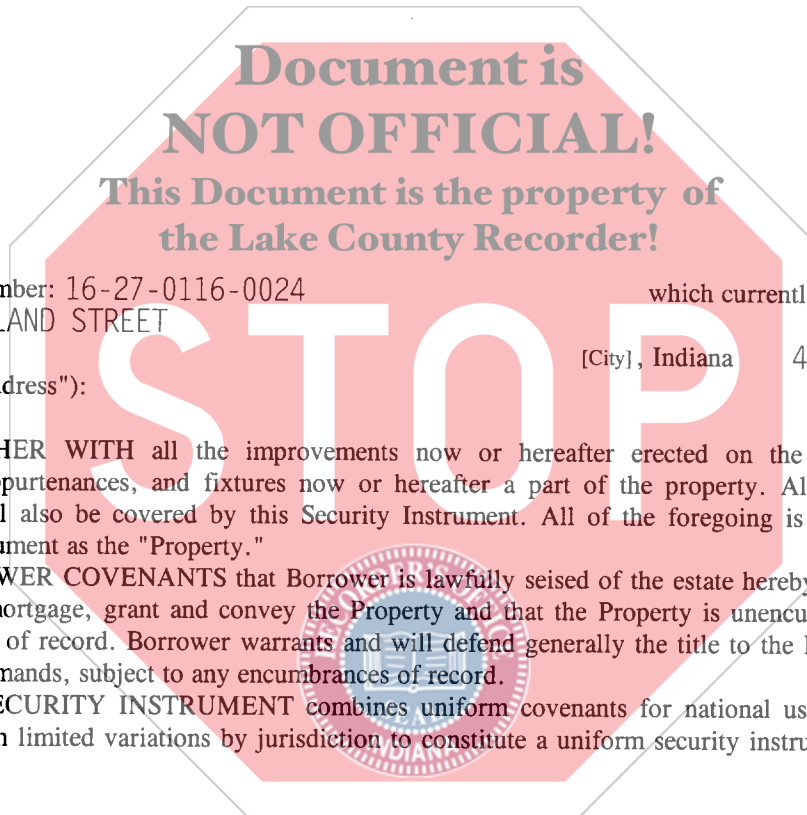 Document is
NOT OFFICIAL!
This Document is the property of
the Lake County Recorder!
mber: 16-27-0116-0024 which currentl
LAND STREET
[City], Indiana 4
dress"):
STOP
HER WITH all the improvements now or hereafter erected on the
purtenances, and fixtures now or hereafter a part of the property. Al
l also be covered by this Security Instrument. All of the foregoing is
ument as the "Property."
WER COVENANTS that Borrower is lawfully seised of the estate hereby
nortgage, grant and convey the Property and that the Property is unencu
of record. Borrower warrants and will defend generally the title to the
mands, subject to any encumbrances of record.
ECURITY INSTRUMENT combines uniform covenants for national us
limited variations by jurisdiction to constitute a uniform security instru
SEAL
INDIANA